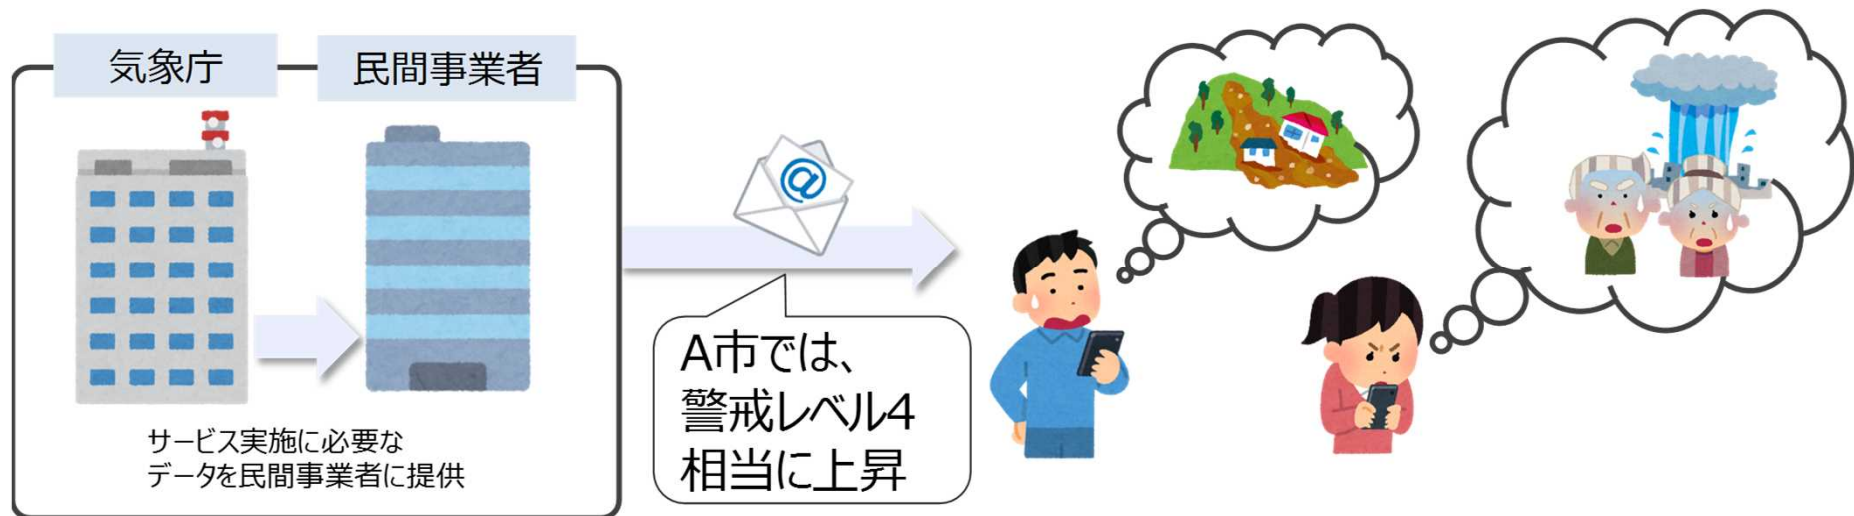 気象庁
民間事業者
サービス実施に必要な
データを民間事業者に提供
@
A市では、
警戒レベル4
相当に上昇